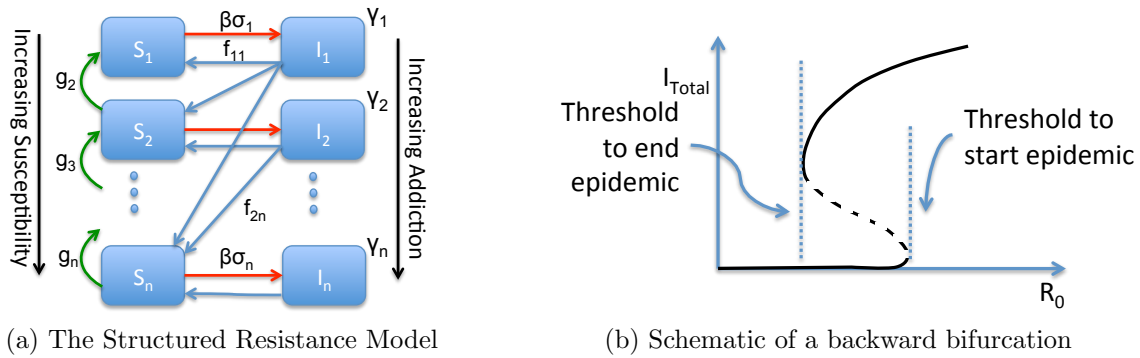 Increasing Susceptibility
S1
βσ1
I1
γ1
f11
g2
S2
I2
γ2
g3
f2n
gn
Sn
βσn
In
γn
Increasing Addiction
(a) The Structured Resistance Model
ITotal
Threshold
to end
epidemic
Threshold to
start epidemic
R0
(b) Schematic of a backward bifurcation